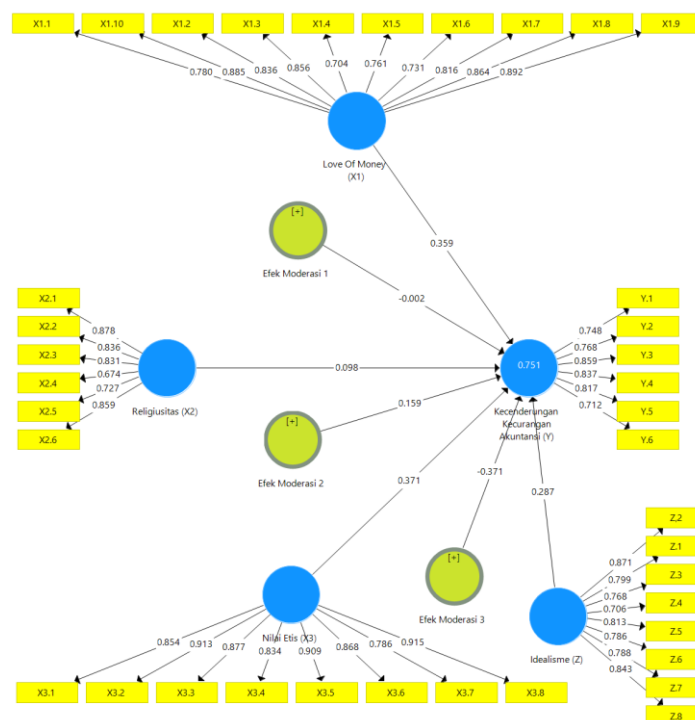 X1.1 X1.10 X1.2 X1.3 X1.4 X1.5 X1.6 X1.7 X1.8 X1.9
0.780 0.885 0.836 0.856 0.704 0.761 0.731 0.816 0.864 0.892
Love Of Money
(X1)
[+]
Efek Moderasi 1
0.359
-0.002
X2.1
X2.2
X2.3
X2.4
X2.5
X2.6
0.878
0.836
0.831
0.674
0.727
0.859
Religiusitas (X2)
0.098
[+]
Efek Moderasi 2
0.159
0.751
Kecenderungan
Kecurangan
Akuntansi (Y)
0.748
0.768
0.859
0.837
0.817
0.712
Y.1
Y.2
Y.3
Y.4
Y.5
Y.6
0.371
-0.371
0.287
[+]
Efek Moderasi 3
Nilai Etis (X3)
0.854 0.913 0.877 0.834 0.909 0.868 0.786 0.915
X3.1 X3.2 X3.3 X3.4 X3.5 X3.6 X3.7 X3.8
Idealisme (Z)
0.871
0.799
0.768
0.706
0.813
0.786
0.788
0.843
Z,2
Z.1
Z.3
Z.4
Z.5
Z.6
Z.7
Z.8